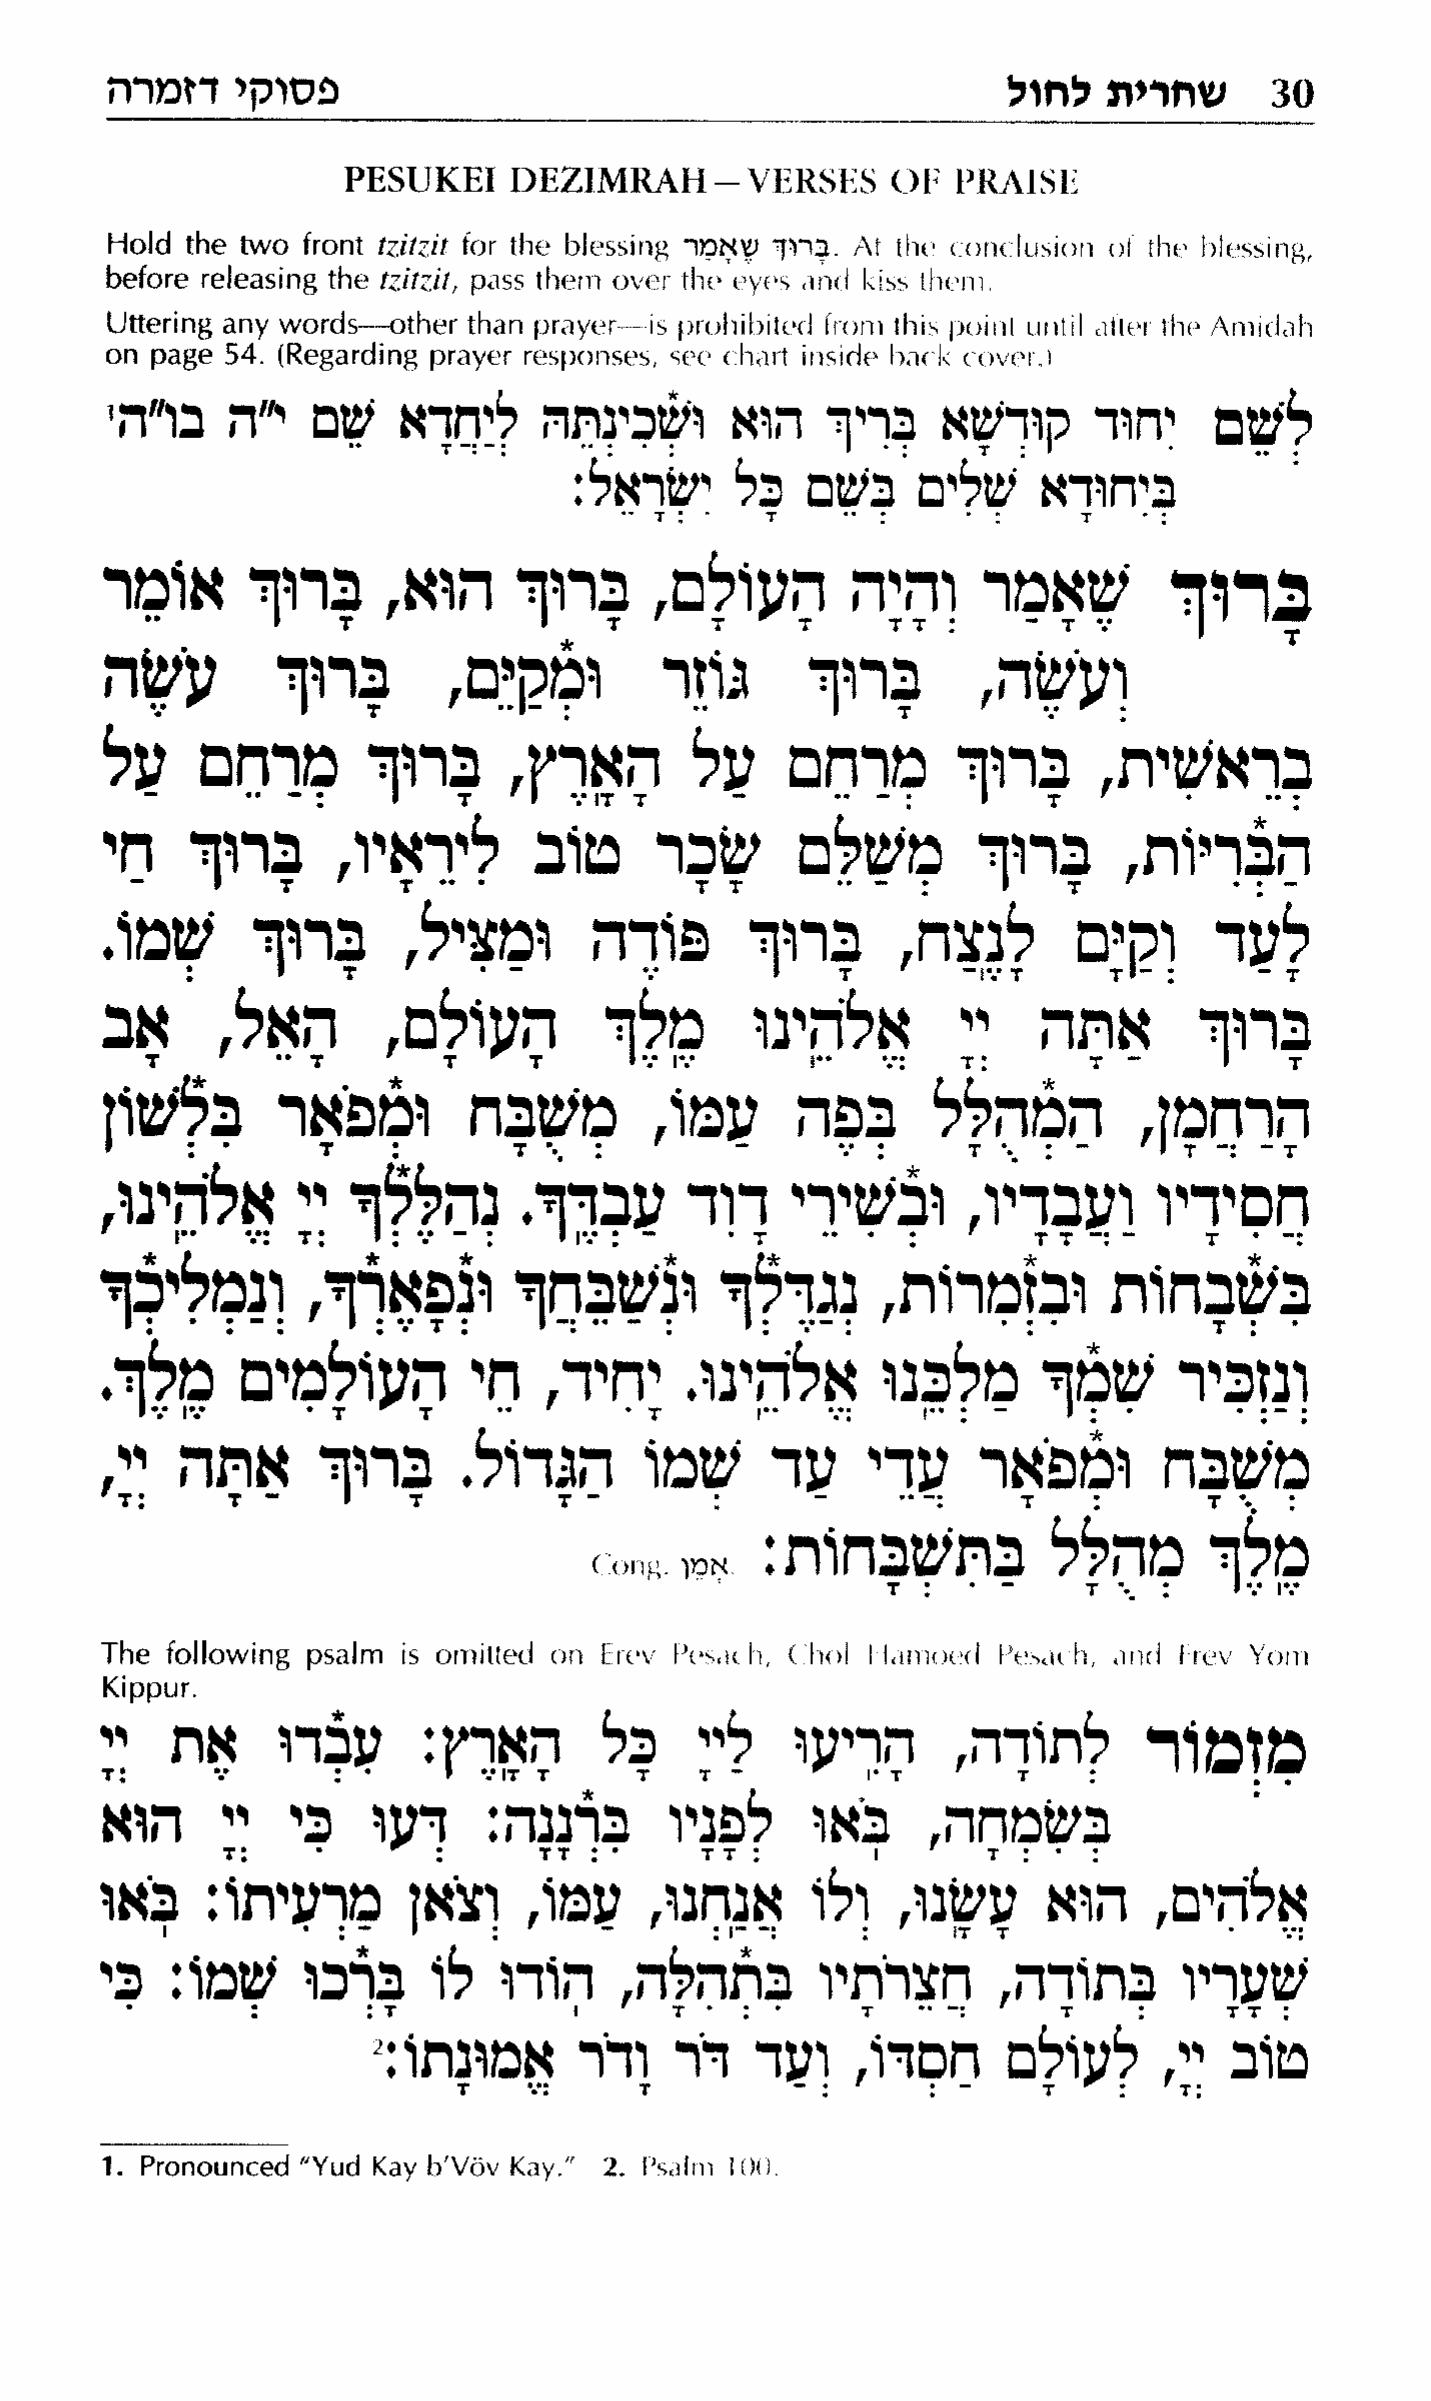 30 שחרית לחול פסוקי דזמרה
PESUKEI DEZIMRAH — VERSES OF PRAISE
Hold the two front tzitzit for the blessing בָּרוּךְ שֶׁאָמַר. At the conclusion of the blessing,
before releasing the tzitzit, pass them over the eyes and kiss them.
Uttering any words—other than prayer—is prohibited from this point until after the Amidah
on page 54. (Regarding prayer responses, see chart inside back cover.)
לְשֵׁם יִחוּד קוּדְשָׁא בְּרִיךְ הוּא וּשְׁ*כִינְתֵּהּ לְיַחֲדָא שֵׁם י"ה בו"ה¹
בְּיִחוּדָא שְׁלִים בְּשֵׁם כָּל יִשְׂרָאֵל:
בָּרוּךְ שֶׁאָמַר וְהָיָה הָעוֹלָם, בָּרוּךְ הוּא, בָּרוּךְ אוֹמֵר
וְעֹשֶׂה, בָּרוּךְ גּוֹזֵר וּמְ*קַיֵּם, בָּרוּךְ עֹשֶׂה
בְרֵאשִׁית, בָּרוּךְ מְרַחֵם עַל הָאָֽרֶץ, בָּרוּךְ מְרַחֵם עַל
הַבְּ*רִיּוֹת, בָּרוּךְ מְשַׁלֵּם שָׂכָר טוֹב לִירֵאָיו, בָּרוּךְ חַי
לָעַד וְקַיָּם לָנֶֽצַח, בָּרוּךְ פּוֹדֶה וּמַצִּיל, בָּרוּךְ שְׁמוֹ.
בָּרוּךְ אַתָּה יְיָ אֱלֹהֵֽינוּ מֶֽלֶךְ הָעוֹלָם, הָאֵל, אָב
הָרַחֲמָן, הַמְ*הֻלָּל בְּפֶה עַמּוֹ, מְשֻׁבָּח וּמְ*פֹאָר בִּלְ*שׁוֹן
חֲסִידָיו וַעֲבָדָיו, וּבְ*שִׁירֵי דָוִד עַבְדֶּֽךָ. נְהַלֶּלְ*ךָ יְיָ אֱלֹהֵֽינוּ,
בִּשְׁ*בָחוֹת וּבִזְ*מִרוֹת, נְגַדֶּלְ*ךָ וּנְ*שַׁבֵּחֲךָ וּנְ*פָאֶרְ*ךָ, וְנַמְלִיכְ*ךָ
וְנַזְכִּיר שִׁמְ*ךָ מַלְכֵּֽנוּ אֱלֹהֵֽינוּ. יָחִיד, חֵי הָעוֹלָמִים מֶֽלֶךְ.
מְשֻׁבָּח וּמְ*פֹאָר עֲדֵי עַד שְׁמוֹ הַגָּדוֹל. בָּרוּךְ אַתָּה יְיָ,
מֶֽלֶךְ מְהֻלָּל בַּתִּשְׁבָּחוֹת: Cong. אָמֵן.
The following psalm is omitted on Erev Pesach, Chol Hamoed Pesach, and Erev Yom
Kippur.
מִזְמוֹר לְתוֹדָה, הָרִֽיעוּ לַייָ כָּל הָאָֽרֶץ: עִבְ*דוּ אֶת יְיָ
בְּשִׂמְחָה, בֹּֽאוּ לְפָנָיו בִּרְ*נָנָה: דְּעוּ כִּי יְיָ הוּא
אֱלֹהִים, הוּא עָשָֽׂנוּ, וְלוֹ אֲנַֽחְנוּ, עַמּוֹ, וְצֹאן מַרְעִיתוֹ: בֹּֽאוּ
שְׁעָרָיו בְּתוֹדָה, חֲצֵרֹתָיו בִּתְ*הִלָּה, הֽוֹדוּ לוֹ בָּרְ*כוּ שְׁמוֹ: כִּי
טוֹב יְיָ, לְעוֹלָם חַסְדּוֹ, וְעַד דֹּר וָדֹר אֱמוּנָתוֹ:²
1. Pronounced "Yud Kay b'Vöv Kay." 2. Psalm 100.